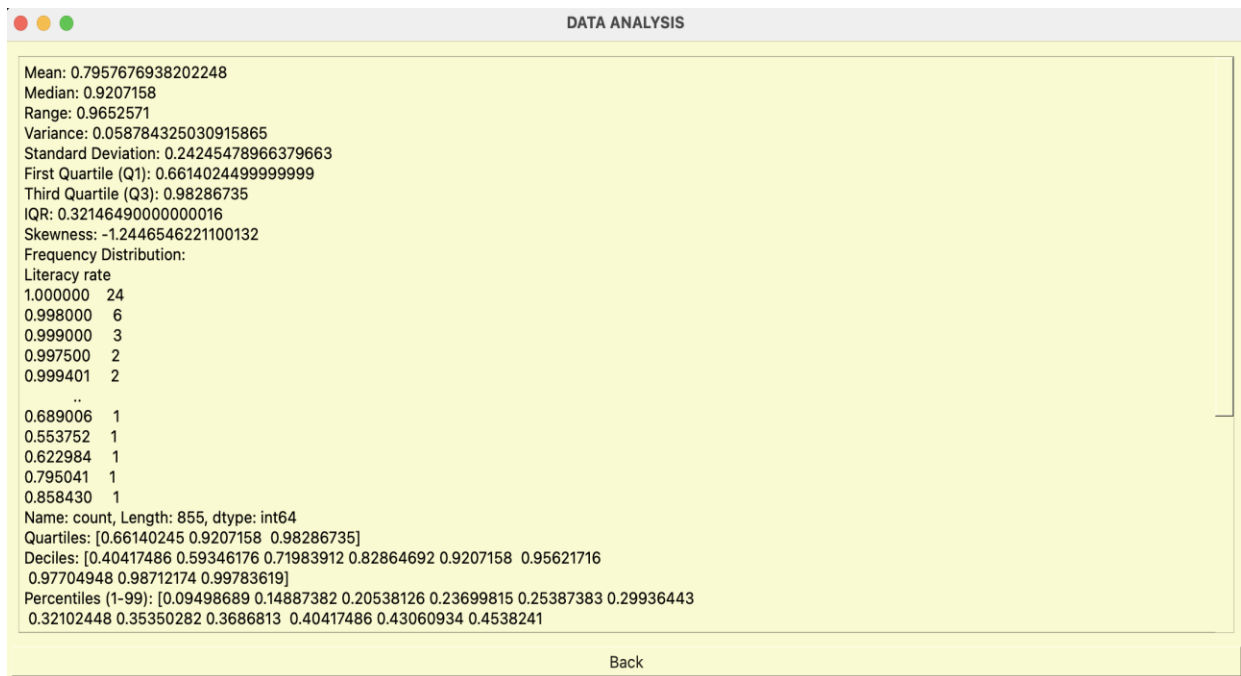 DATA ANALYSIS
Mean: 0.7957676938202248
Median: 0.9207158
Range: 0.9652571
Variance: 0.058784325030915865
Standard Deviation: 0.24245478966379663
First Quartile (Q1): 0.6614024499999999
Third Quartile (Q3): 0.98286735
IQR: 0.32146490000000016
Skewness: -1.2446546221100132
Frequency Distribution:
Literacy rate
1.000000 24
0.998000 6
0.999000 3
0.997500 2
0.999401 2
..
0.689006 1
0.553752 1
0.622984 1
0.795041 1
0.858430 1
Name: count, Length: 855, dtype: int64
Quartiles: [0.66140245 0.9207158 0.98286735]
Deciles: [0.40417486 0.59346176 0.71983912 0.82864692 0.9207158 0.95621716
0.97704948 0.98712174 0.99783619]
Percentiles (1-99): [0.09498689 0.14887382 0.20538126 0.23699815 0.25387383 0.29936443
0.32102448 0.35350282 0.3686813 0.40417486 0.43060934 0.4538241
Back